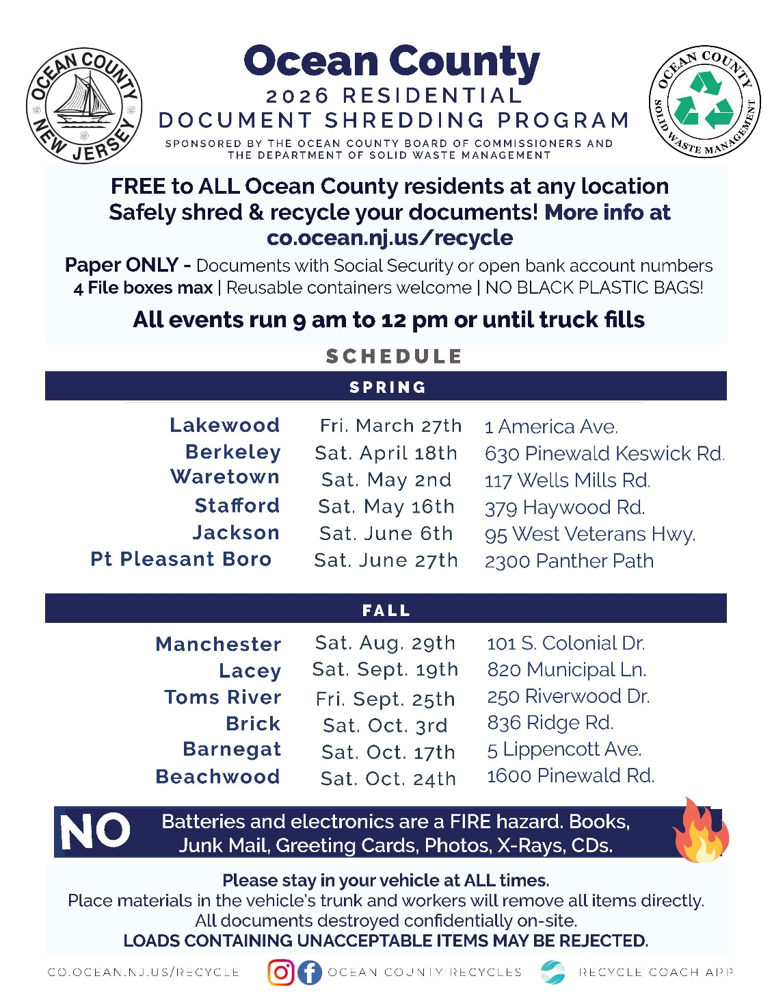 OCEAN COUNTY
NEW JERSEY
Ocean County
2026 RESIDENTIAL
DOCUMENT SHREDDING PROGRAM
SPONSORED BY THE OCEAN COUNTY BOARD OF COMMISSIONERS AND
THE DEPARTMENT OF SOLID WASTE MANAGEMENT
OCEAN COUNTY
SOLID WASTE MANAGEMENT
FREE to ALL Ocean County residents at any location
Safely shred & recycle your documents! More info at
co.ocean.nj.us/recycle
Paper ONLY - Documents with Social Security or open bank account numbers
4 File boxes max | Reusable containers welcome | NO BLACK PLASTIC BAGS!
All events run 9 am to 12 pm or until truck fills
SCHEDULE
SPRING
Lakewood Fri. March 27th 1 America Ave.
Berkeley Sat. April 18th 630 Pinewald Keswick Rd.
Waretown Sat. May 2nd 117 Wells Mills Rd.
Stafford Sat. May 16th 379 Haywood Rd.
Jackson Sat. June 6th 95 West Veterans Hwy.
Pt Pleasant Boro Sat. June 27th 2300 Panther Path
FALL
Manchester Sat. Aug. 29th 101 S. Colonial Dr.
Lacey Sat. Sept. 19th 820 Municipal Ln.
Toms River Fri. Sept. 25th 250 Riverwood Dr.
Brick Sat. Oct. 3rd 836 Ridge Rd.
Barnegat Sat. Oct. 17th 5 Lippencott Ave.
Beachwood Sat. Oct. 24th 1600 Pinewald Rd.
NO Batteries and electronics are a FIRE hazard. Books,
Junk Mail, Greeting Cards, Photos, X-Rays, CDs.
Please stay in your vehicle at ALL times.
Place materials in the vehicle's trunk and workers will remove all items directly.
All documents destroyed confidentially on-site.
LOADS CONTAINING UNACCEPTABLE ITEMS MAY BE REJECTED.
CO.OCEAN.NJ.US/RECYCLE OCEAN COUNTY RECYCLES RECYCLE COACH APP